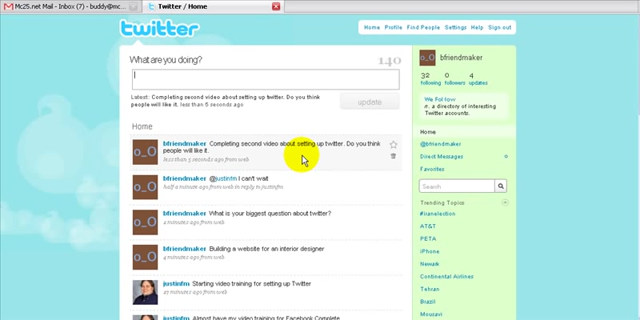 Mc25.net Mail - Inbox (7) - buddy@mc...
Twitter / Home
twitter
Home Profile Find People Settings Help Sign out
What are you doing?
140
Latest: Completing second video about setting up twitter. Do you think
people will like it. less than 5 seconds ago
update
Home
bfriendmaker Completing second video about setting up twitter. Do you think
people will like it.
less than 5 seconds ago from web
bfriendmaker @justinfm I can't wait
half a minute ago from web in reply to justinfm
bfriendmaker What is your biggest question about twitter?
2 minutes ago from web
bfriendmaker Building a website for an interior designer
4 minutes ago from web
justinfm Starting video training for setting up Twitter
27 minutes ago from web
justinfm Almost have my video training for Facebook Complete
o_O
o_O
o_O
o_O
o_O bfriendmaker
32 0 4
following followers updates
We Follow
n. a directory of interesting
Twitter accounts.
Home
@bfriendmaker
Direct Messages
Favorites
Search
Trending Topics
#iranelection
AT&T
PETA
iPhone
Newark
Continental Airlines
Tehran
Brazil
Mousavi